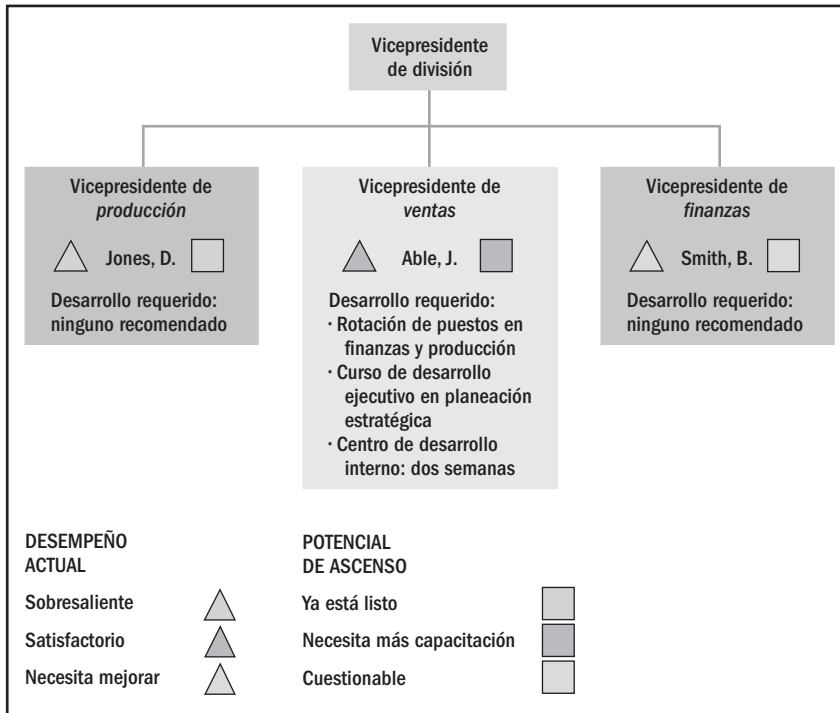 Vicepresidente
de división
Vicepresidente de
producción
Jones, D.
Desarrollo requerido:
ninguno recomendado
Vicepresidente de
ventas
Able, J.
Desarrollo requerido:
· Rotación de puestos en
finanzas y producción
· Curso de desarrollo
ejecutivo en planeación
estratégica
· Centro de desarrollo
interno: dos semanas
Vicepresidente de
finanzas
Smith, B.
Desarrollo requerido:
ninguno recomendado
DESEMPEÑO
ACTUAL
Sobresaliente
Satisfactorio
Necesita mejorar
POTENCIAL
DE ASCENSO
Ya está listo
Necesita más capacitación
Cuestionable